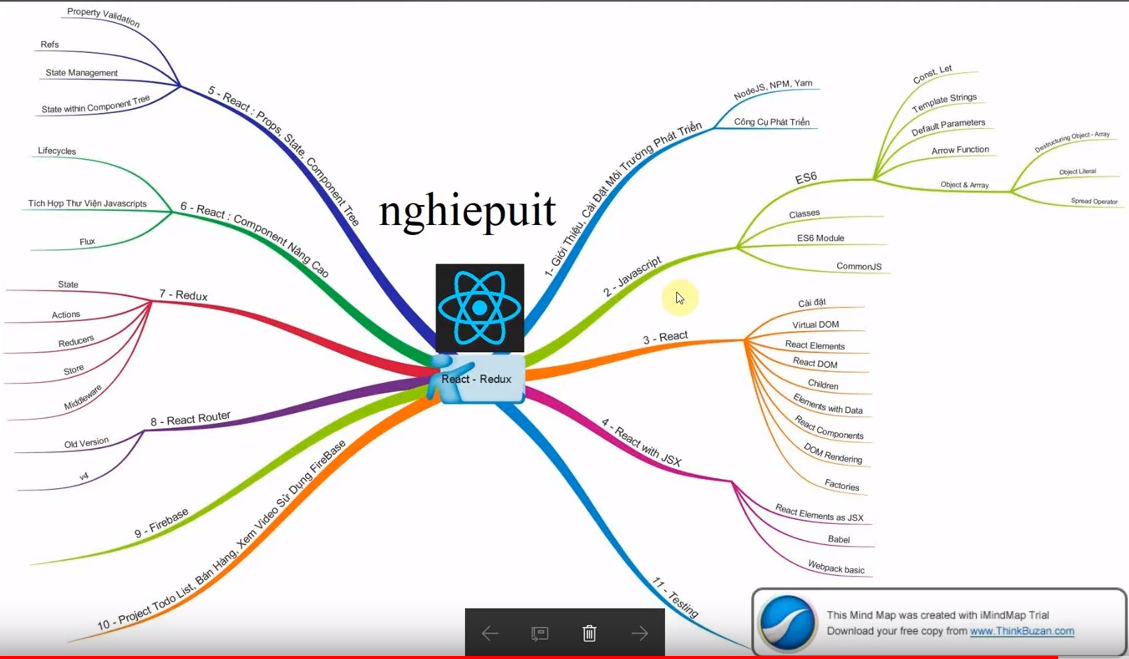 nghiepuit
React - Redux
1- Giới Thiệu, Cài Đặt Môi Trường Phát Triển
NodeJS, NPM, Yarn
Công Cụ Phát Triển
2 - Javascript
ES6
Const, Let
Template Strings
Default Parameters
Arrow Function
Object & Arrray
Destructuring Object - Array
Object Literal
Spread Operator
Classes
ES6 Module
CommonJS
3 - React
Cài đặt
Virtual DOM
React Elements
React DOM
Children
Elements with Data
React Components
DOM Rendering
Factories
4 - React with JSX
React Elements as JSX
Babel
Webpack basic
5 - React : Props, State, Component Tree
Property Validation
Refs
State Management
State within Component Tree
6 - React : Component Nâng Cao
Lifecycles
Tích Hợp Thư Viện Javascripts
Flux
7 - Redux
State
Actions
Reducers
Store
Middleware
8 - React Router
Old Version
v4
9 - Firebase
10 - Project Todo List, Bán Hàng, Xem Video Sử Dụng FireBase
11 - Testing
This Mind Map was created with iMindMap Trial
Download your free copy from www.ThinkBuzan.com